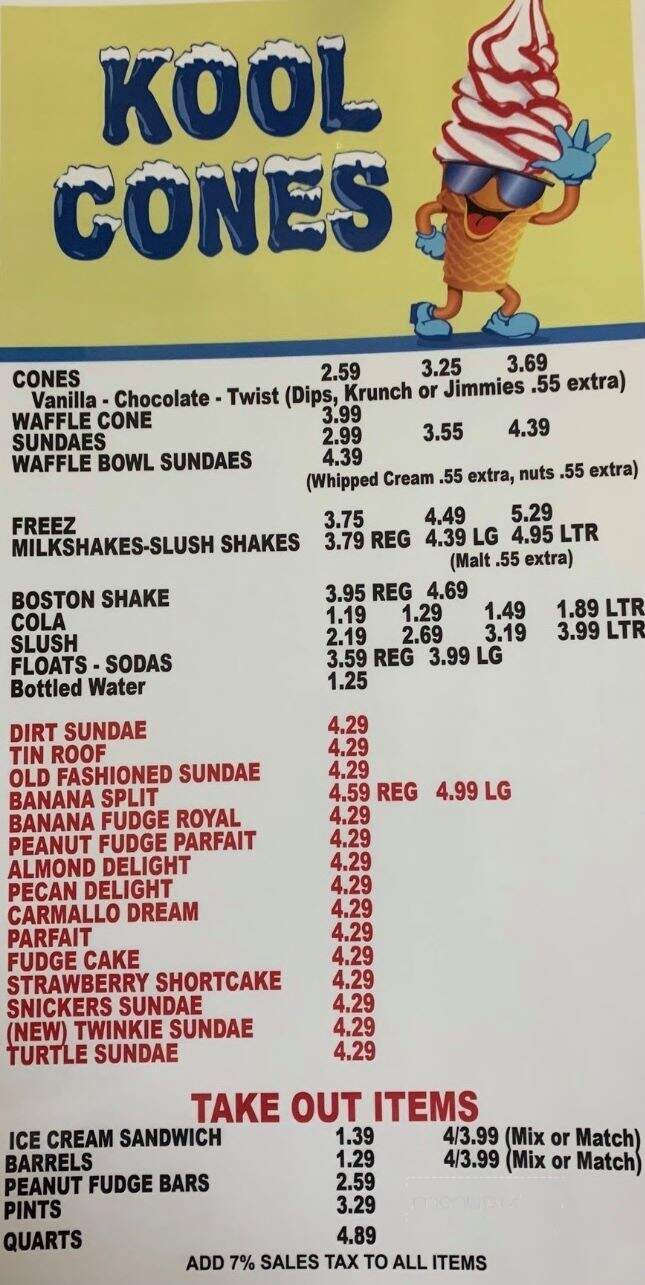 KOOL
CONES
CONES 2.59 3.25 3.69
Vanilla - Chocolate - Twist (Dips, Krunch or Jimmies .55 extra)
WAFFLE CONE 3.99
SUNDAES 2.99 3.55 4.39
WAFFLE BOWL SUNDAES 4.39
(Whipped Cream .55 extra, nuts .55 extra)
FREEZ 3.75 4.49 5.29
MILKSHAKES-SLUSH SHAKES 3.79 REG 4.39 LG 4.95 LTR
(Malt .55 extra)
BOSTON SHAKE 3.95 REG 4.69
COLA 1.19 1.29 1.49 1.89 LTR
SLUSH 2.19 2.69 3.19 3.99 LTR
FLOATS - SODAS 3.59 REG 3.99 LG
Bottled Water 1.25
DIRT SUNDAE 4.29
TIN ROOF 4.29
OLD FASHIONED SUNDAE 4.29
BANANA SPLIT 4.59 REG 4.99 LG
BANANA FUDGE ROYAL 4.29
PEANUT FUDGE PARFAIT 4.29
ALMOND DELIGHT 4.29
PECAN DELIGHT 4.29
CARMALLO DREAM 4.29
PARFAIT 4.29
FUDGE CAKE 4.29
STRAWBERRY SHORTCAKE 4.29
SNICKERS SUNDAE 4.29
(NEW) TWINKIE SUNDAE 4.29
TURTLE SUNDAE 4.29
TAKE OUT ITEMS
ICE CREAM SANDWICH 1.39 4/3.99 (Mix or Match)
BARRELS 1.29 4/3.99 (Mix or Match)
PEANUT FUDGE BARS 2.59
PINTS 3.29
QUARTS 4.89
ADD 7% SALES TAX TO ALL ITEMS